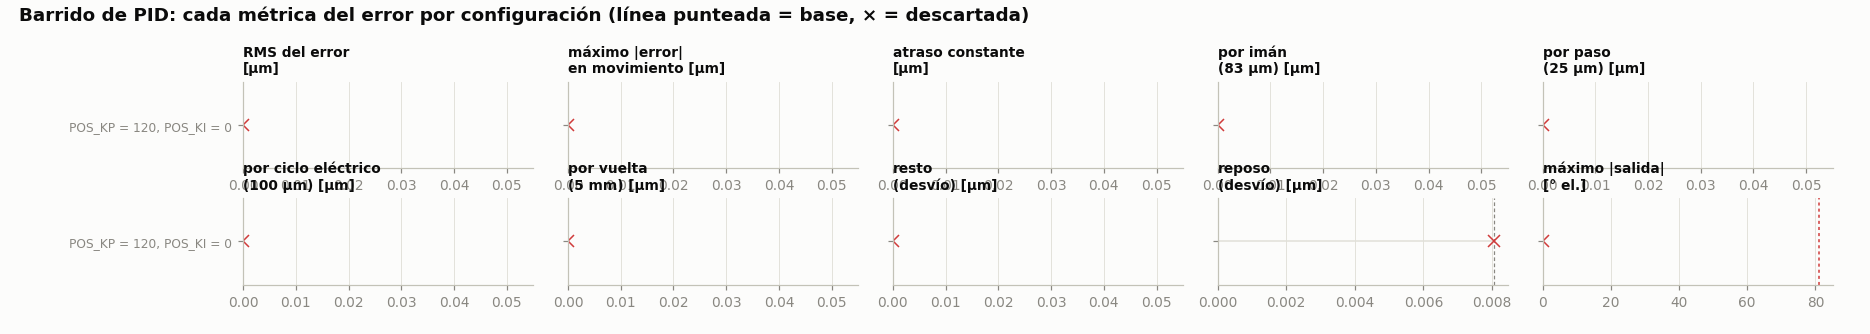 Barrido de PID: cada métrica del error por configuración (línea punteada = base, × = descartada)
RMS del error
[µm]
máximo |error|
en movimiento [µm]
atraso constante
[µm]
por imán
(83 µm) [µm]
por paso
(25 µm) [µm]
POS_KP = 120, POS_KI = 0
0.00 0.01 0.02 0.03 0.04 0.05
0.00 0.01 0.02 0.03 0.04 0.05
0.00 0.01 0.02 0.03 0.04 0.05
0.00 0.01 0.02 0.03 0.04 0.05
0.00 0.01 0.02 0.03 0.04 0.05
por ciclo eléctrico
(100 µm) [µm]
por vuelta
(5 mm) [µm]
resto
(desvío) [µm]
reposo
(desvío) [µm]
máximo |salida|
[° el.]
POS_KP = 120, POS_KI = 0
0.00 0.01 0.02 0.03 0.04 0.05
0.00 0.01 0.02 0.03 0.04 0.05
0.00 0.01 0.02 0.03 0.04 0.05
0.000 0.002 0.004 0.006 0.008
0 20 40 60 80